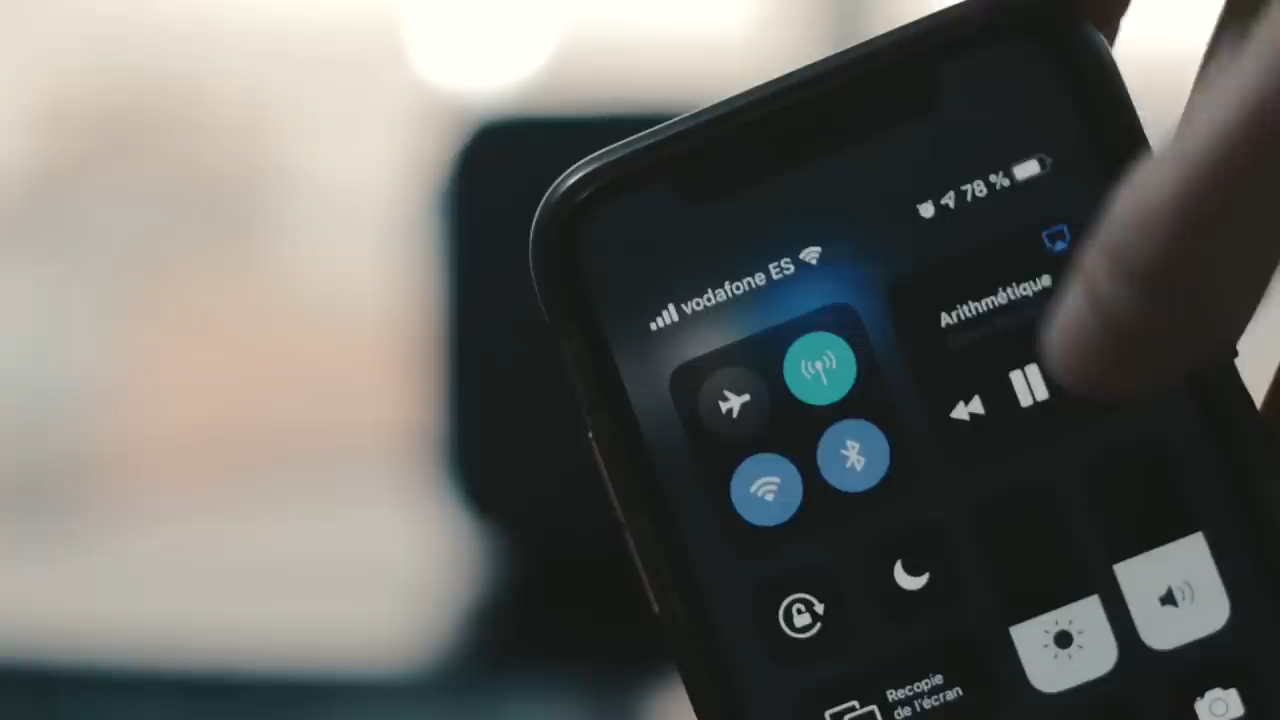 78 %
vodafone ES
Arithmétique
Recopie
de l'écran